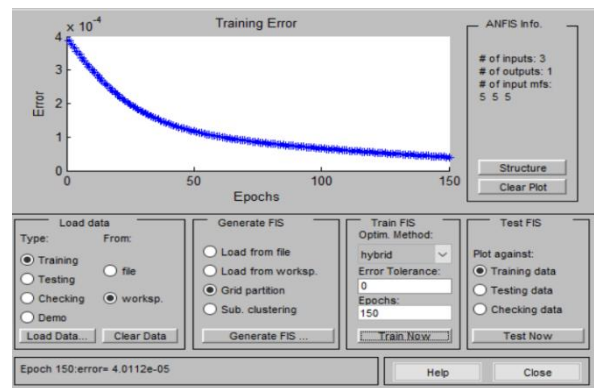 Training Error
× 10⁻⁴
4
3
2
1
0
Error
0
50
100
150
Epochs
ANFIS Info.
# of inputs: 3
# of outputs: 1
# of input mfs:
5 5 5
Structure
Clear Plot
Load data
Type:
From:
Training
Testing
Checking
Demo
file
worksp.
Load Data...
Clear Data
Generate FIS
Load from file
Load from worksp.
Grid partition
Sub. clustering
Generate FIS ...
Train FIS
Optim. Method:
hybrid
Error Tolerance:
0
Epochs:
150
Train Now
Test FIS
Plot against:
Training data
Testing data
Checking data
Test Now
Epoch 150:error= 4.0112e-05
Help
Close